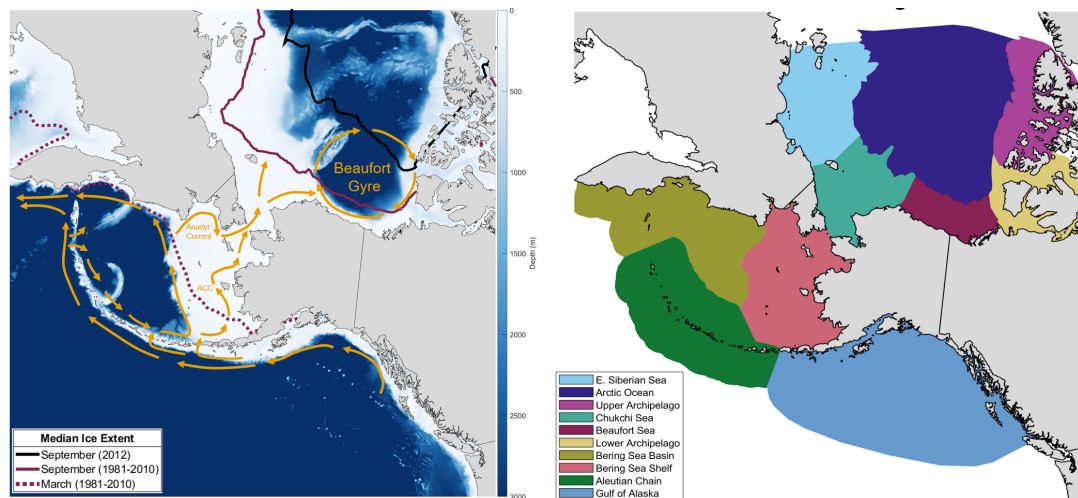 0
500
1000
1500
2000
2500
3000
Depth (m)
Beaufort
Gyre
Anadyr
Current
ACC
Median Ice Extent
September (2012)
September (1981-2010)
March (1981-2010)
E. Siberian Sea
Arctic Ocean
Upper Archipelago
Chukchi Sea
Beaufort Sea
Lower Archipelago
Bering Sea Basin
Bering Sea Shelf
Aleutian Chain
Gulf of Alaska